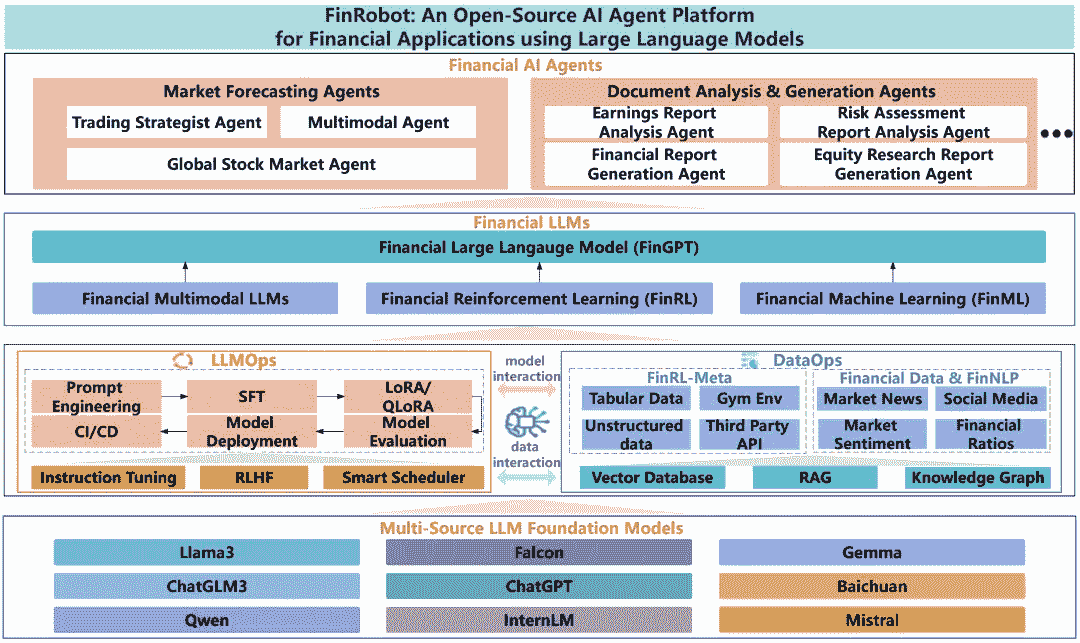 FinRobot: An Open-Source AI Agent Platform
for Financial Applications using Large Language Models
Financial AI Agents
Market Forecasting Agents
Trading Strategist Agent
Multimodal Agent
Global Stock Market Agent
Document Analysis & Generation Agents
Earnings Report
Analysis Agent
Risk Assessment
Report Analysis Agent
Financial Report
Generation Agent
Equity Research Report
Generation Agent
Financial LLMs
Financial Large Langauge Model (FinGPT)
Financial Multimodal LLMs
Financial Reinforcement Learning (FinRL)
Financial Machine Learning (FinML)
LLMOps
Prompt
Engineering
SFT
LoRA/
QLoRA
CI/CD
Model
Deployment
Model
Evaluation
Instruction Tuning
RLHF
Smart Scheduler
model
interaction
data
interaction
DataOps
FinRL-Meta
Tabular Data
Gym Env
Unstructured
data
Third Party
API
Financial Data & FinNLP
Market News
Social Media
Market
Sentiment
Financial
Ratios
Vector Database
RAG
Knowledge Graph
Multi-Source LLM Foundation Models
Llama3
Falcon
Gemma
ChatGLM3
ChatGPT
Baichuan
Qwen
InternLM
Mistral